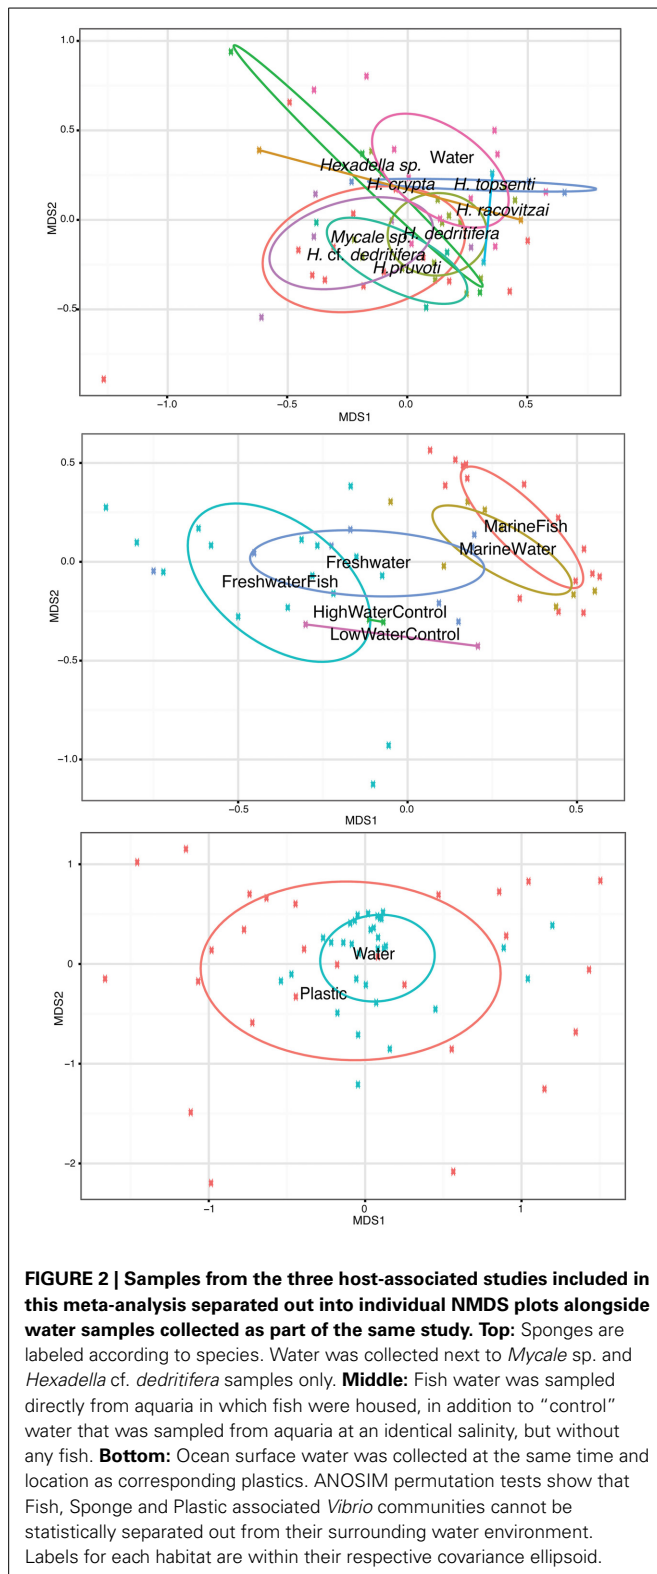 1.0
0.5
0.0
−0.5
MDS2
Water
Hexadella sp.
H. crypta
H. topsenti
H. racovitzai
H. dedritifera
Mycale sp.
H. cf. dedritifera
H.pruvoti
−1.0
−0.5
0.0
0.5
MDS1
0.5
0.0
−0.5
−1.0
MDS2
MarineFish
MarineWater
Freshwater
FreshwaterFish
HighWaterControl
LowWaterControl
−0.5
0.0
0.5
MDS1
1
0
−1
−2
MDS2
Water
Plastic
−1
0
1
MDS1
FIGURE 2 | Samples from the three host-associated studies included in
this meta-analysis separated out into individual NMDS plots alongside
water samples collected as part of the same study. Top: Sponges are
labeled according to species. Water was collected next to Mycale sp. and
Hexadella cf. dedritifera samples only. Middle: Fish water was sampled
directly from aquaria in which fish were housed, in addition to “control”
water that was sampled from aquaria at an identical salinity, but without
any fish. Bottom: Ocean surface water was collected at the same time and
location as corresponding plastics. ANOSIM permutation tests show that
Fish, Sponge and Plastic associated Vibrio communities cannot be
statistically separated out from their surrounding water environment.
Labels for each habitat are within their respective covariance ellipsoid.